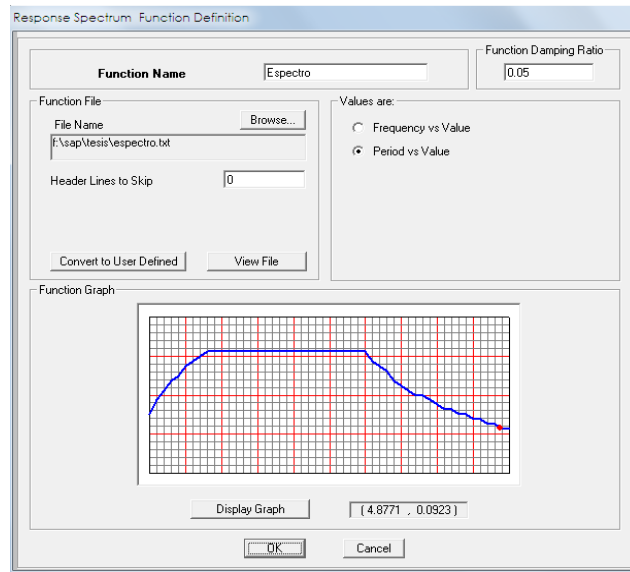 Response Spectrum Function Definition
Function Damping Ratio
Function Name
Espectro
0.05
Function File
Values are:
File Name
Browse...
f:\sap\tesis\espectro.txt
Frequency vs Value
Period vs Value
Header Lines to Skip
0
Convert to User Defined
View File
Function Graph
Display Graph
( 4.8771 , 0.0923 )
OK
Cancel